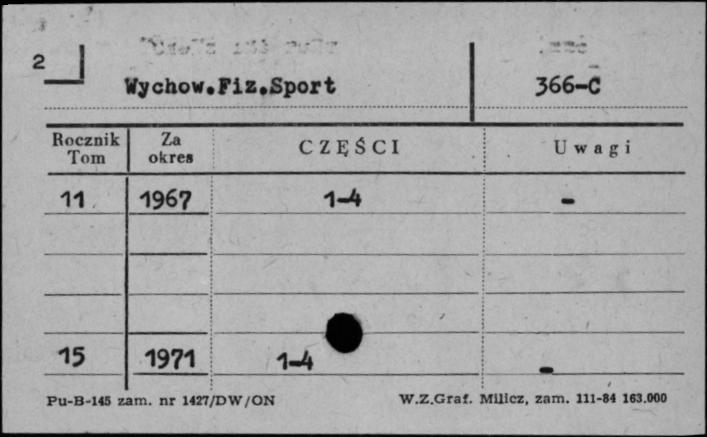 2
Wychow.Fiz.Sport 366-C
Rocznik Tom Za okres CZĘŚCI Uwagi
11 1967 1-4 -
15 1971 1-4 -
Pu-B-145 zam. nr 1427/DW/ON W.Z.Graf. Milicz, zam. 111-84 163.000